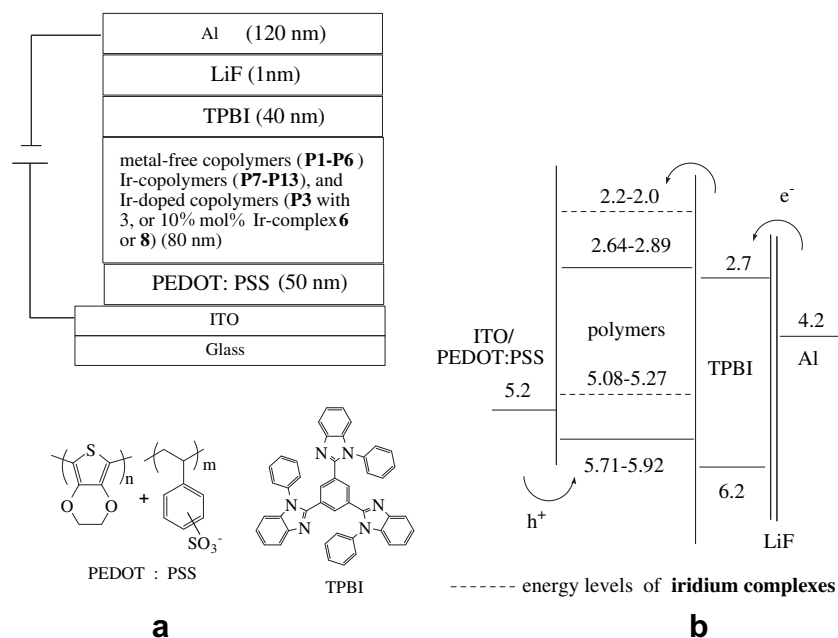 Al (120 nm)
LiF (1nm)
TPBI (40 nm)
metal-free copolymers (P1-P6 )
Ir-copolymers (P7-P13), and
Ir-doped copolymers (P3 with
3, or 10% mol% Ir-complex 6
or 8) (80 nm)
PEDOT: PSS (50 nm)
ITO
Glass
S
n
O
O
+
m
SO3-
PEDOT : PSS
N
N
N
N
N
N
TPBI
a
2.2-2.0
e-
2.64-2.89
2.7
4.2
ITO/
PEDOT:PSS
polymers
TPBI
Al
5.2
5.08-5.27
5.71-5.92
6.2
h+
LiF
------- energy levels of iridium complexes
b